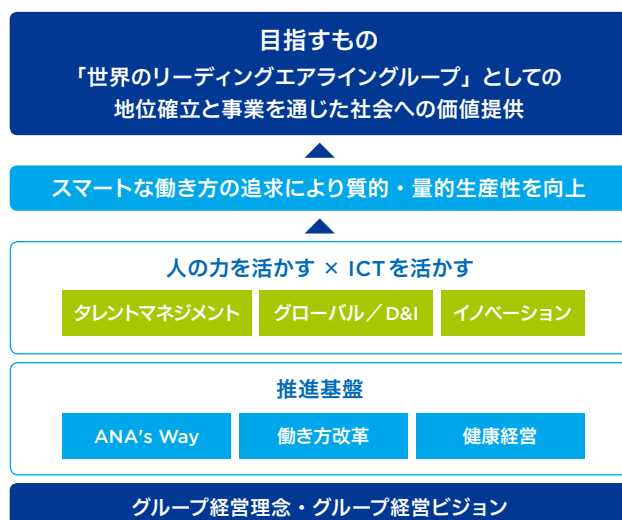 目指すもの
「世界のリーディングエアライングループ」としての
地位確立と事業を通じた社会への価値提供
スマートな働き方の追求により質的・量的生産性を向上
人の力を活かす × ICTを活かす
タレントマネジメント
グローバル／D&I
イノベーション
推進基盤
ANA's Way
働き方改革
健康経営
グループ経営理念・グループ経営ビジョン